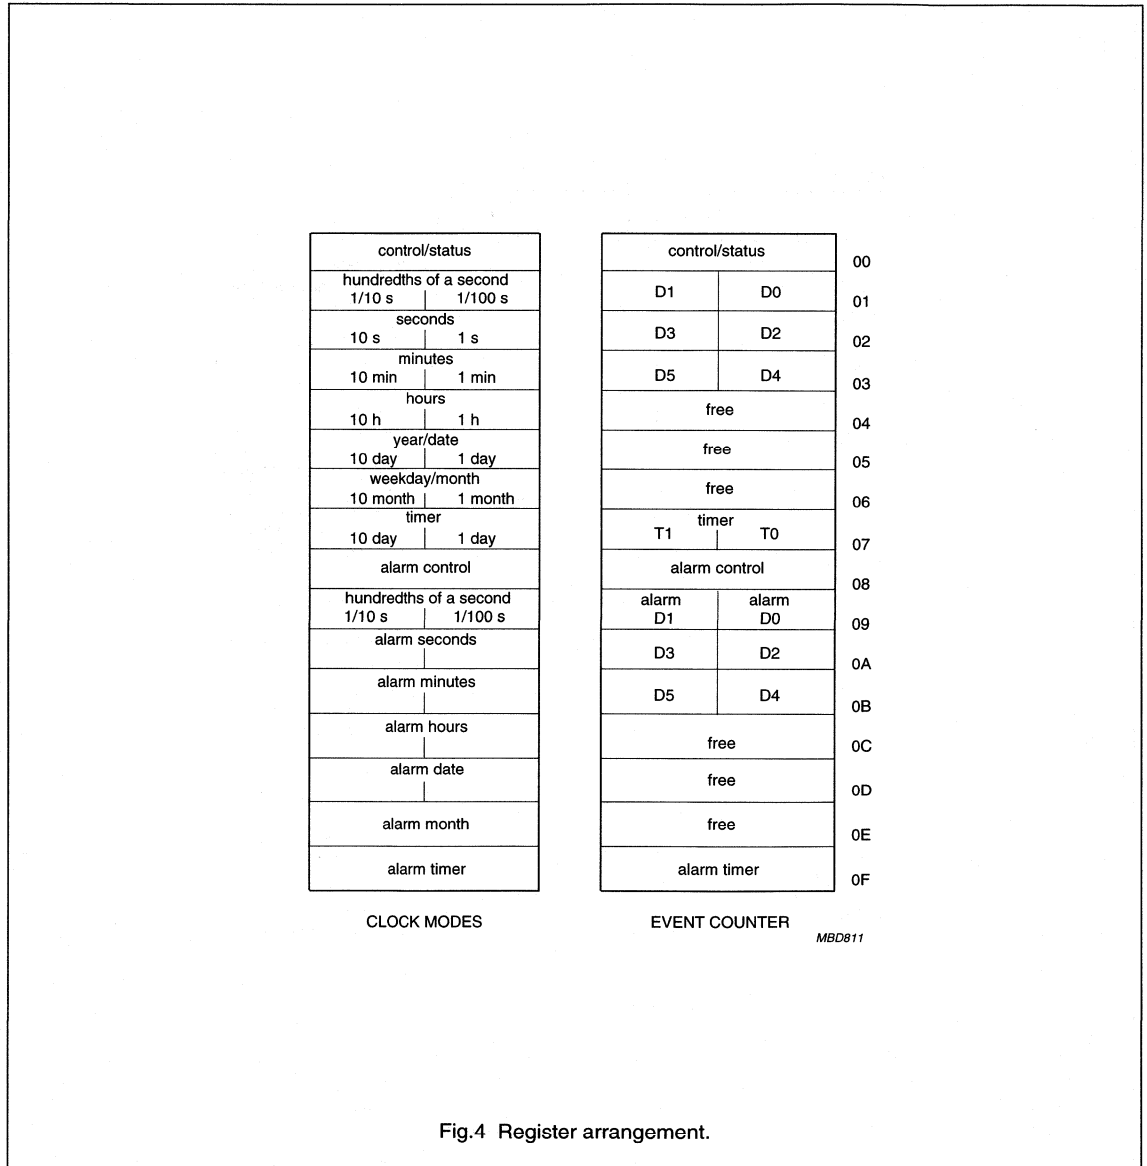 control/status
hundredths of a second
1/10 s 1/100 s
seconds
10 s 1 s
minutes
10 min 1 min
hours
10 h 1 h
year/date
10 day 1 day
weekday/month
10 month 1 month
timer
10 day 1 day
alarm control
hundredths of a second
1/10 s 1/100 s
alarm seconds
alarm minutes
alarm hours
alarm date
alarm month
alarm timer
CLOCK MODES
control/status 00
D1 D0 01
D3 D2 02
D5 D4 03
free 04
free 05
free 06
timer
T1 T0 07
alarm control 08
alarm alarm
D1 D0 09
D3 D2 0A
D5 D4 0B
free 0C
free 0D
free 0E
alarm timer 0F
EVENT COUNTER
MBD811
Fig.4 Register arrangement.